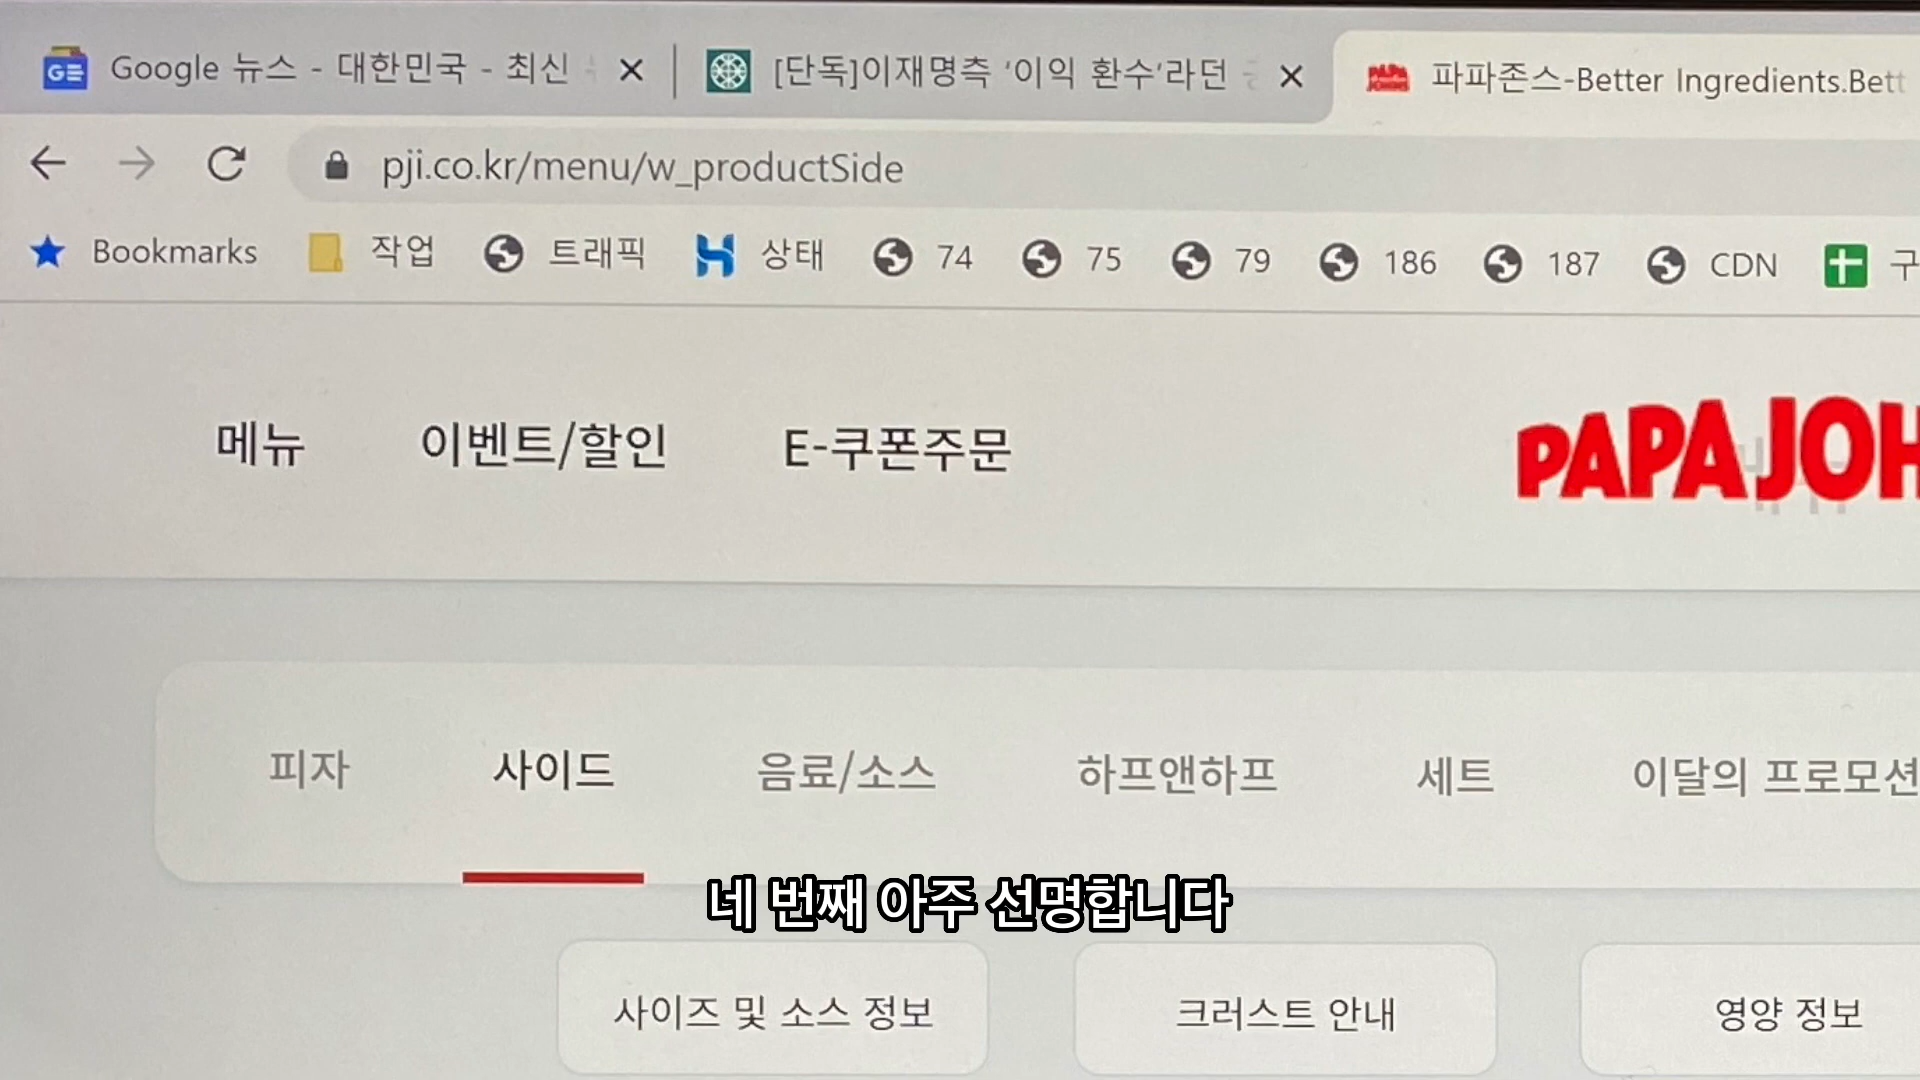 Google 뉴스 - 대한민국 - 최신
[단독]이재명측 '이익 환수'라던
파파존스-Better Ingredients.Bett
pji.co.kr/menu/w_productSide
Bookmarks 작업 트래픽 상태 74 75 79 186 187 CDN 구
메뉴 이벤트/할인 E-쿠폰주문 PAPA JOH
피자 사이드 음료/소스 하프앤하프 세트 이달의 프로모션
네 번째 아주 선명합니다
사이즈 및 소스 정보 크러스트 안내 영양 정보